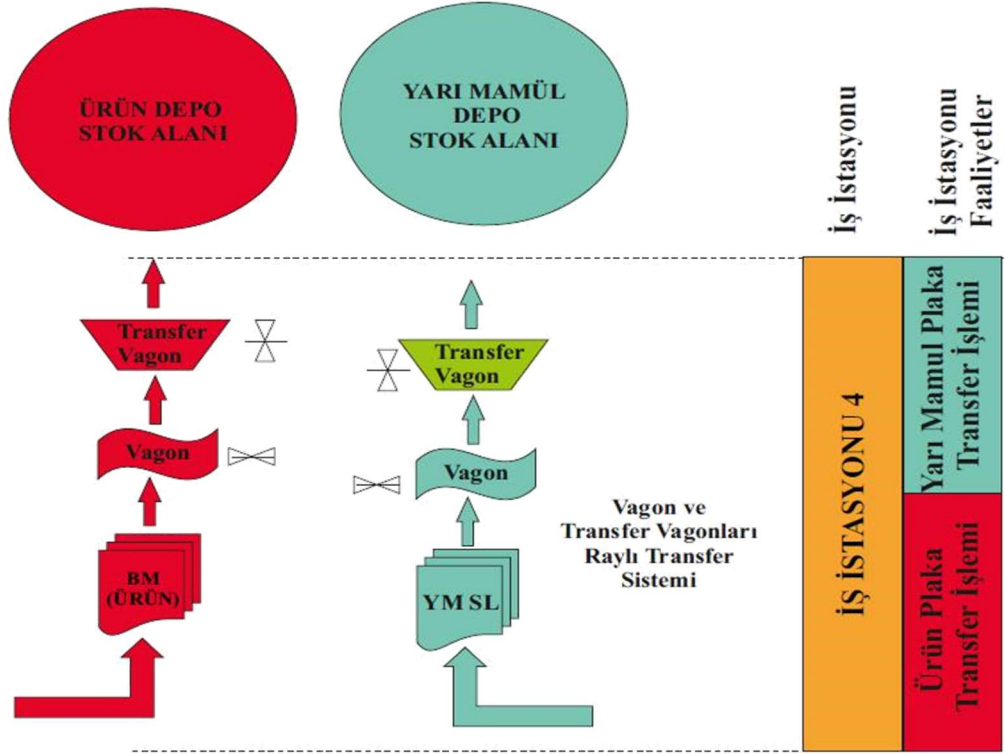 ÜRÜN DEPO
STOK ALANI
YARI MAMÜL
DEPO
STOK ALANI
İş İstasyonu
İş İstasyonu
Faaliyetler
Transfer
Vagon
Transfer
Vagon
Vagon
Vagon
BM
(ÜRÜN)
YM SL
Vagon ve
Transfer Vagonları
Raylı Transfer
Sistemi
İŞ İSTASYONU 4
Yarı Mamul Plaka
Transfer İşlemi
Ürün Plaka
Transfer İşlemi